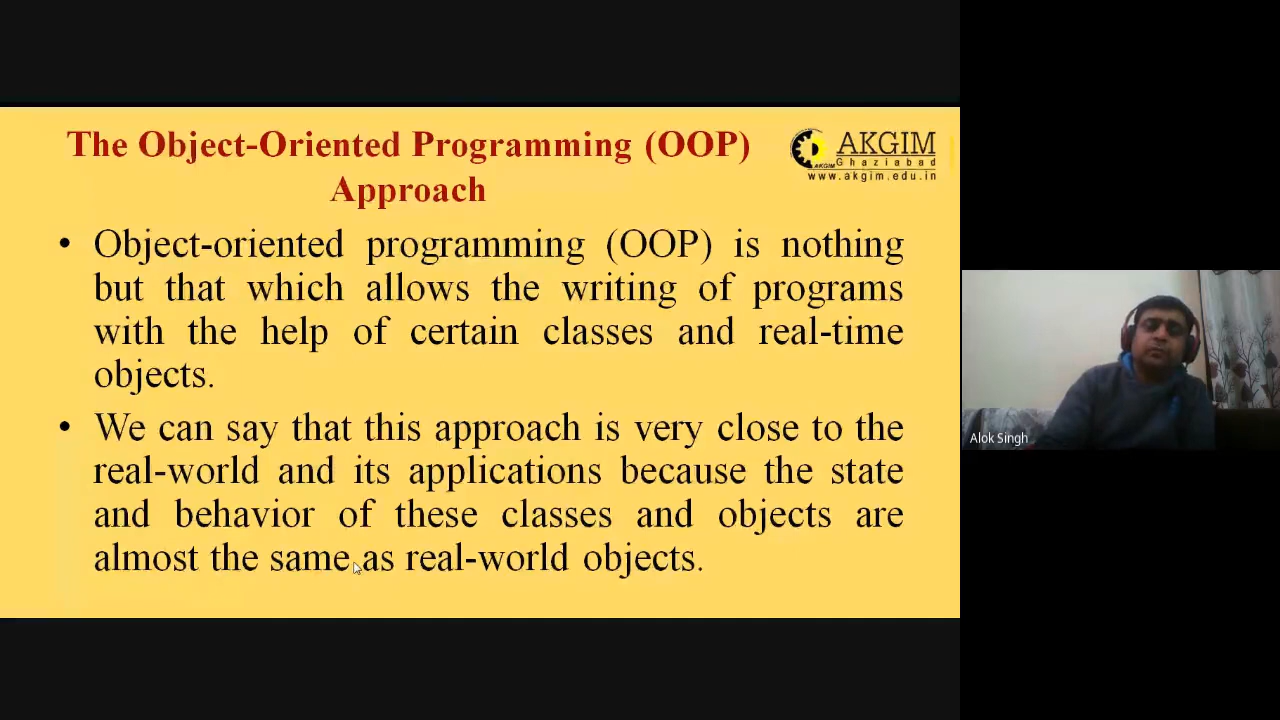 The Object-Oriented Programming (OOP)
Approach
AKGIM
Ghaziabad
www.akgim.edu.in
AKGIM
• Object-oriented programming (OOP) is nothing
but that which allows the writing of programs
with the help of certain classes and real-time
objects.
• We can say that this approach is very close to the
real-world and its applications because the state
and behavior of these classes and objects are
almost the same as real-world objects.
Alok Singh